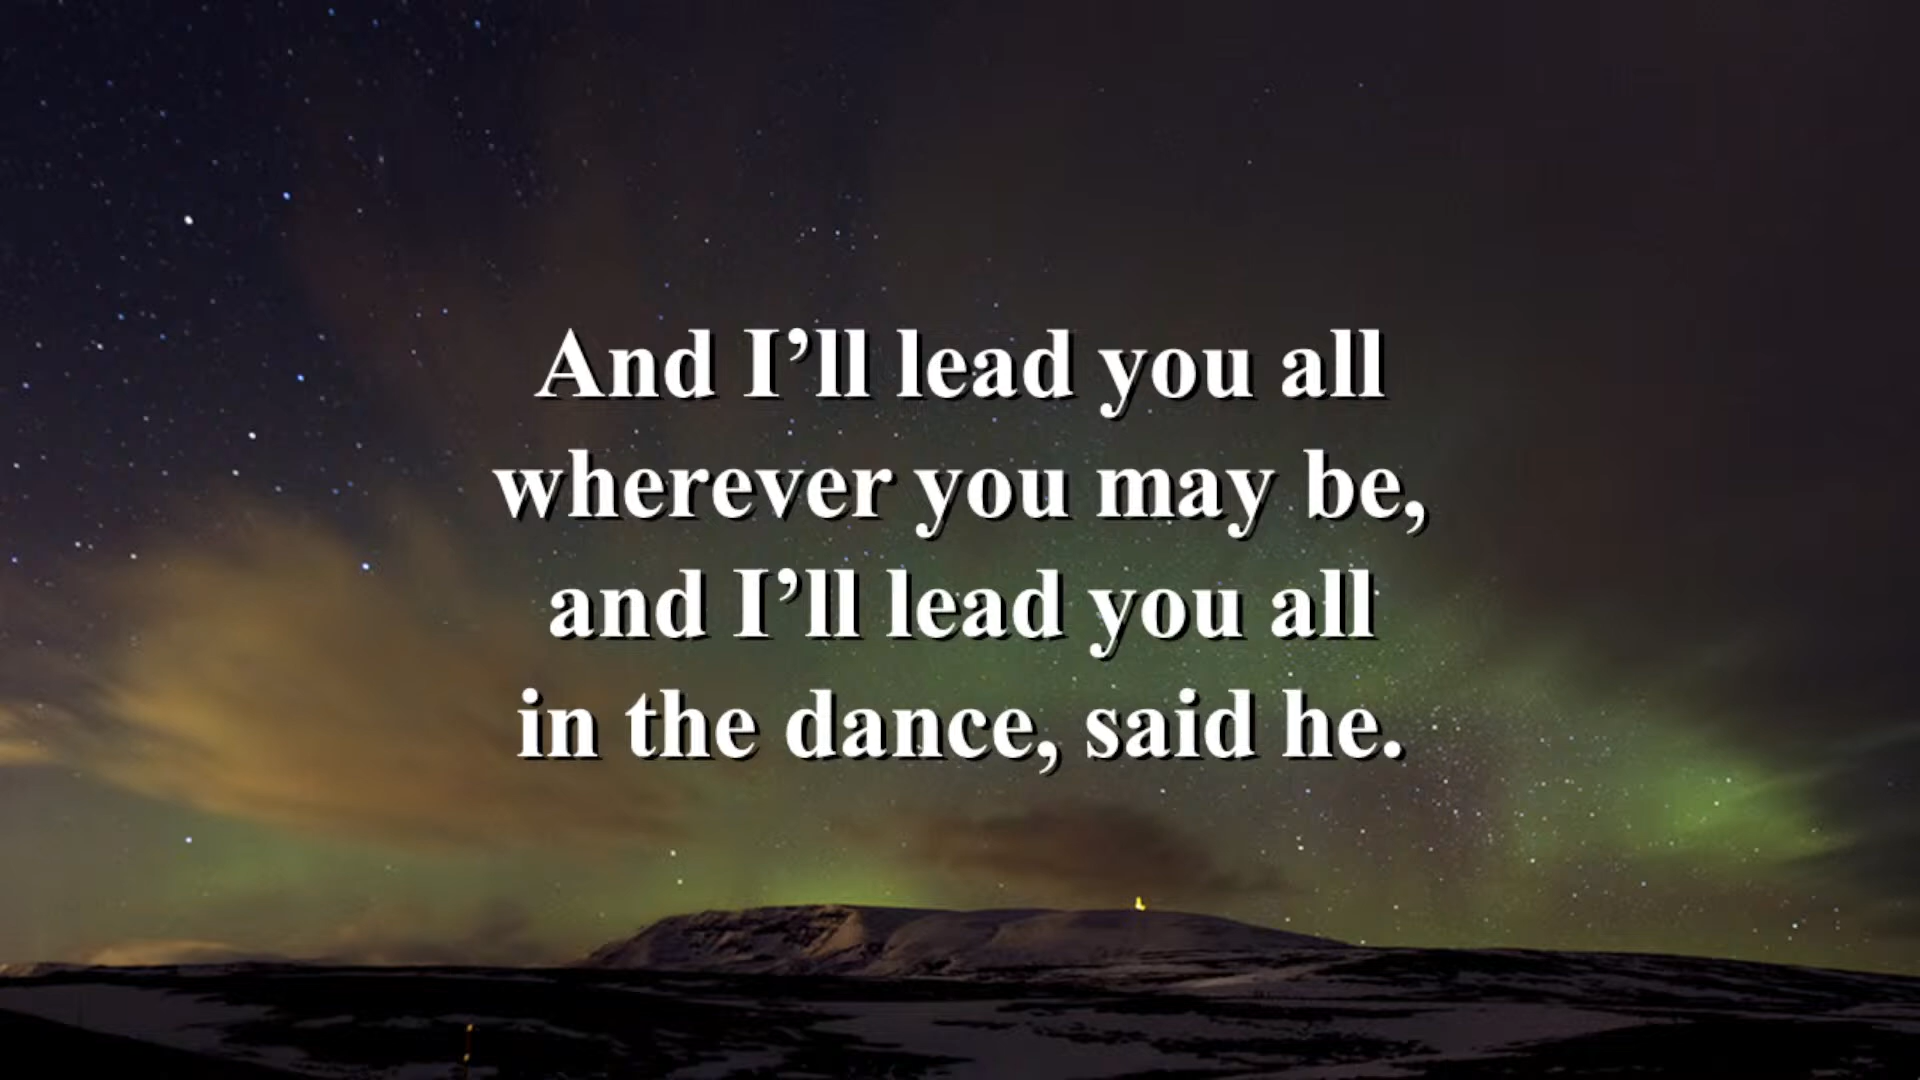 And I’ll lead you all
wherever you may be,
and I’ll lead you all
in the dance, said he.